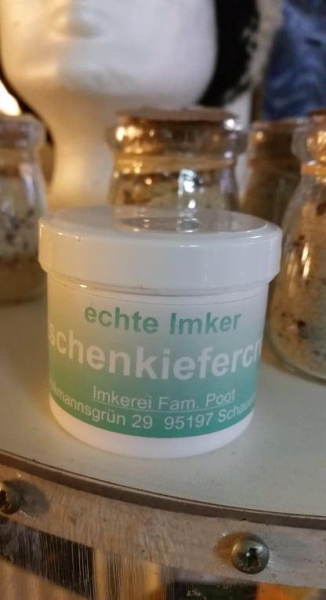 echte Imker
schenkiefercr
Imkerei Fam. Poot
mannsgrün 29 95197 Schau